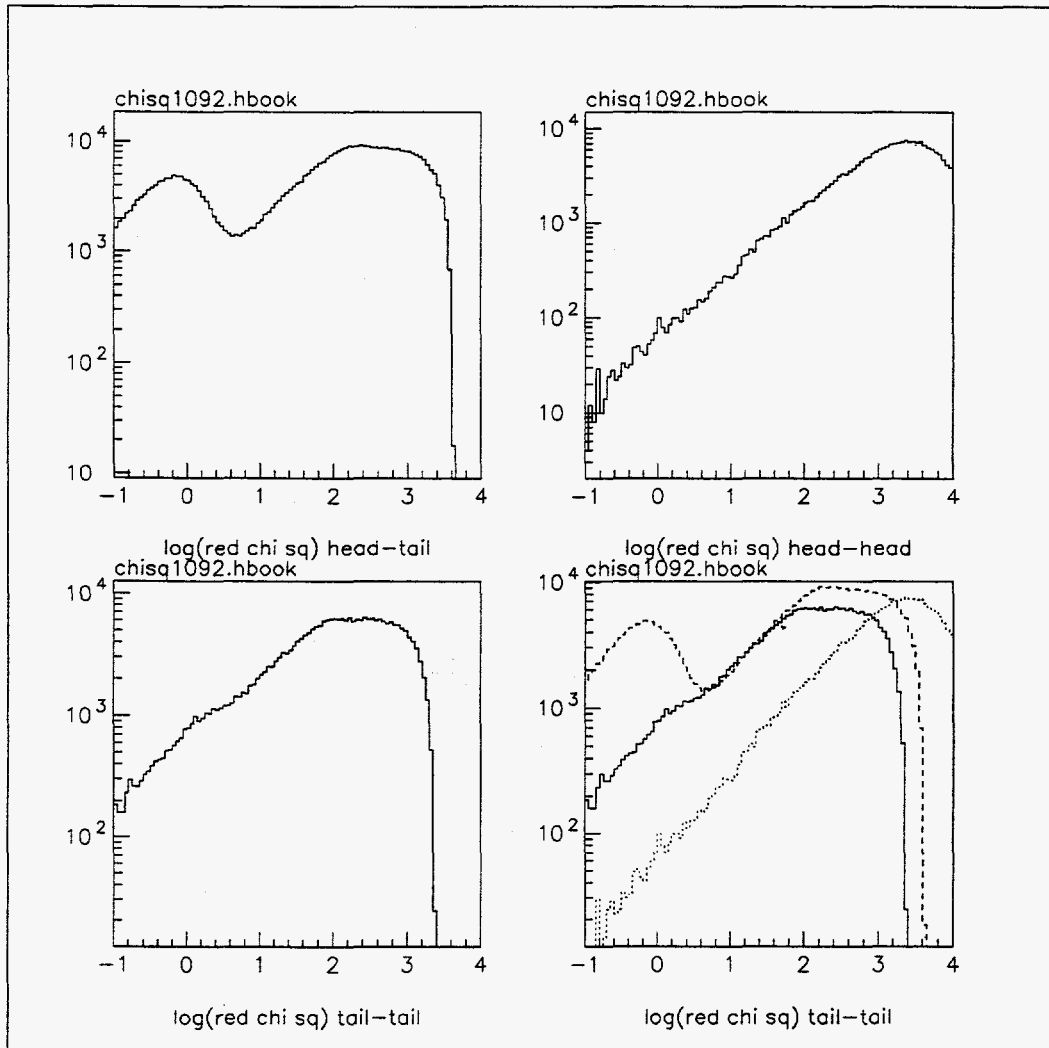 chisq1092.hbook
10^4
10^3
10^2
10
-1 0 1 2 3 4
log(red chi sq) head-tail
chisq1092.hbook
10^4
10^3
10^2
10
-1 0 1 2 3 4
log(red chi sq) head-head
chisq1092.hbook
10^4
10^3
10^2
-1 0 1 2 3 4
log(red chi sq) tail-tail
chisq1092.hbook
10^4
10^3
10^2
-1 0 1 2 3 4
log(red chi sq) tail-tail